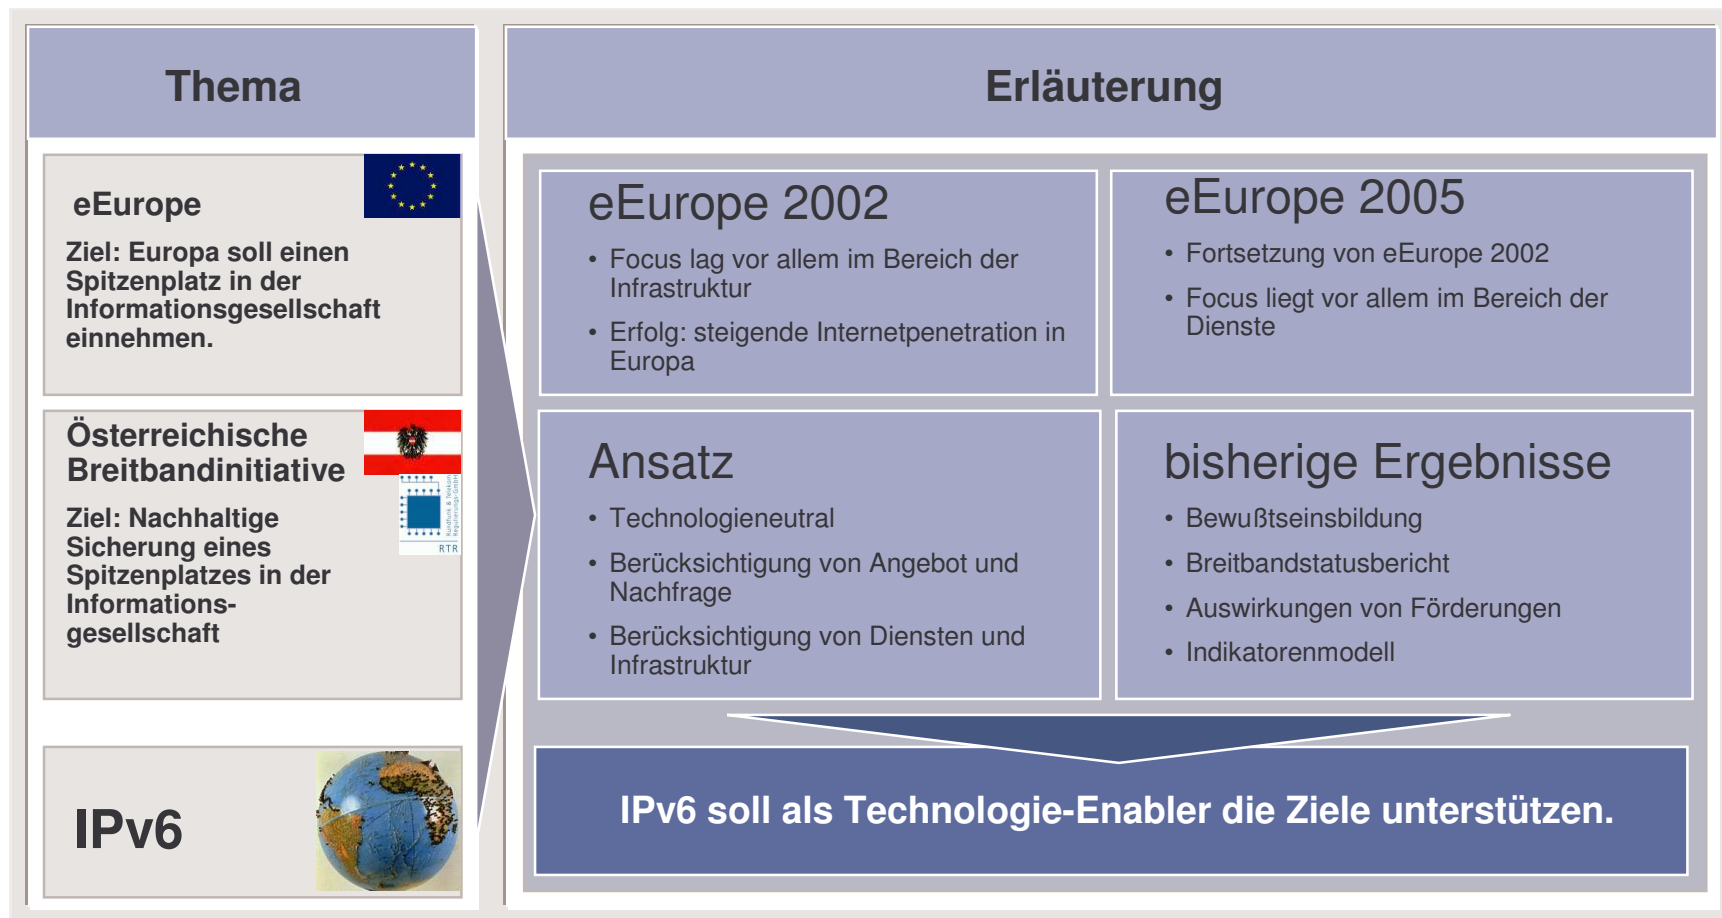 Thema
Erläuterung
eEurope
Ziel: Europa soll einen
Spitzenplatz in der
Informationsgesellschaft
einnehmen.
eEurope 2002
• Focus lag vor allem im Bereich der
Infrastruktur
• Erfolg: steigende Internetpenetration in
Europa
eEurope 2005
• Fortsetzung von eEurope 2002
• Focus liegt vor allem im Bereich der
Dienste
Österreichische
Breitbandinitiative
Ziel: Nachhaltige
Sicherung eines
Spitzenplatzes in der
Informations-
gesellschaft
Rundfunk & Telekom
Regulierungs-GmbH
RTR
Ansatz
• Technologieneutral
• Berücksichtigung von Angebot und
Nachfrage
• Berücksichtigung von Diensten und
Infrastruktur
bisherige Ergebnisse
• Bewußtseinsbildung
• Breitbandstatusbericht
• Auswirkungen von Förderungen
• Indikatorenmodell
IPv6
IPv6 soll als Technologie-Enabler die Ziele unterstützen.